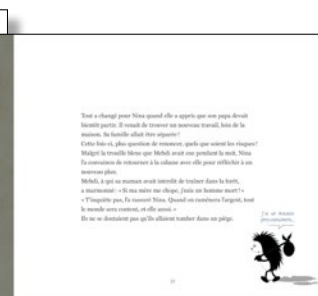 Tout a changé pour Nina quand elle a appris que son papa devait
bientôt partir. Il venait de trouver un nouveau travail, loin de la
maison. Sa famille allait être séparée !
Cette fois-ci, plus question de renoncer, quels que soient les risques !
Malgré la trouille bleue que Mehdi avait eue pendant la nuit, Nina
l'a convaincu de retourner à la cabane avec elle pour réfléchir à un
nouveau plan.
Mehdi, à qui sa maman avait interdit de traîner dans la forêt,
a marmonné : « Si ma mère me chope, j'suis un homme mort ! »
« T'inquiète pas, l'a rassuré Nina. Quand on ramènera l'argent, tout
le monde sera content, et elle aussi. »
Ils ne se doutaient pas qu'ils allaient tomber dans un piège.